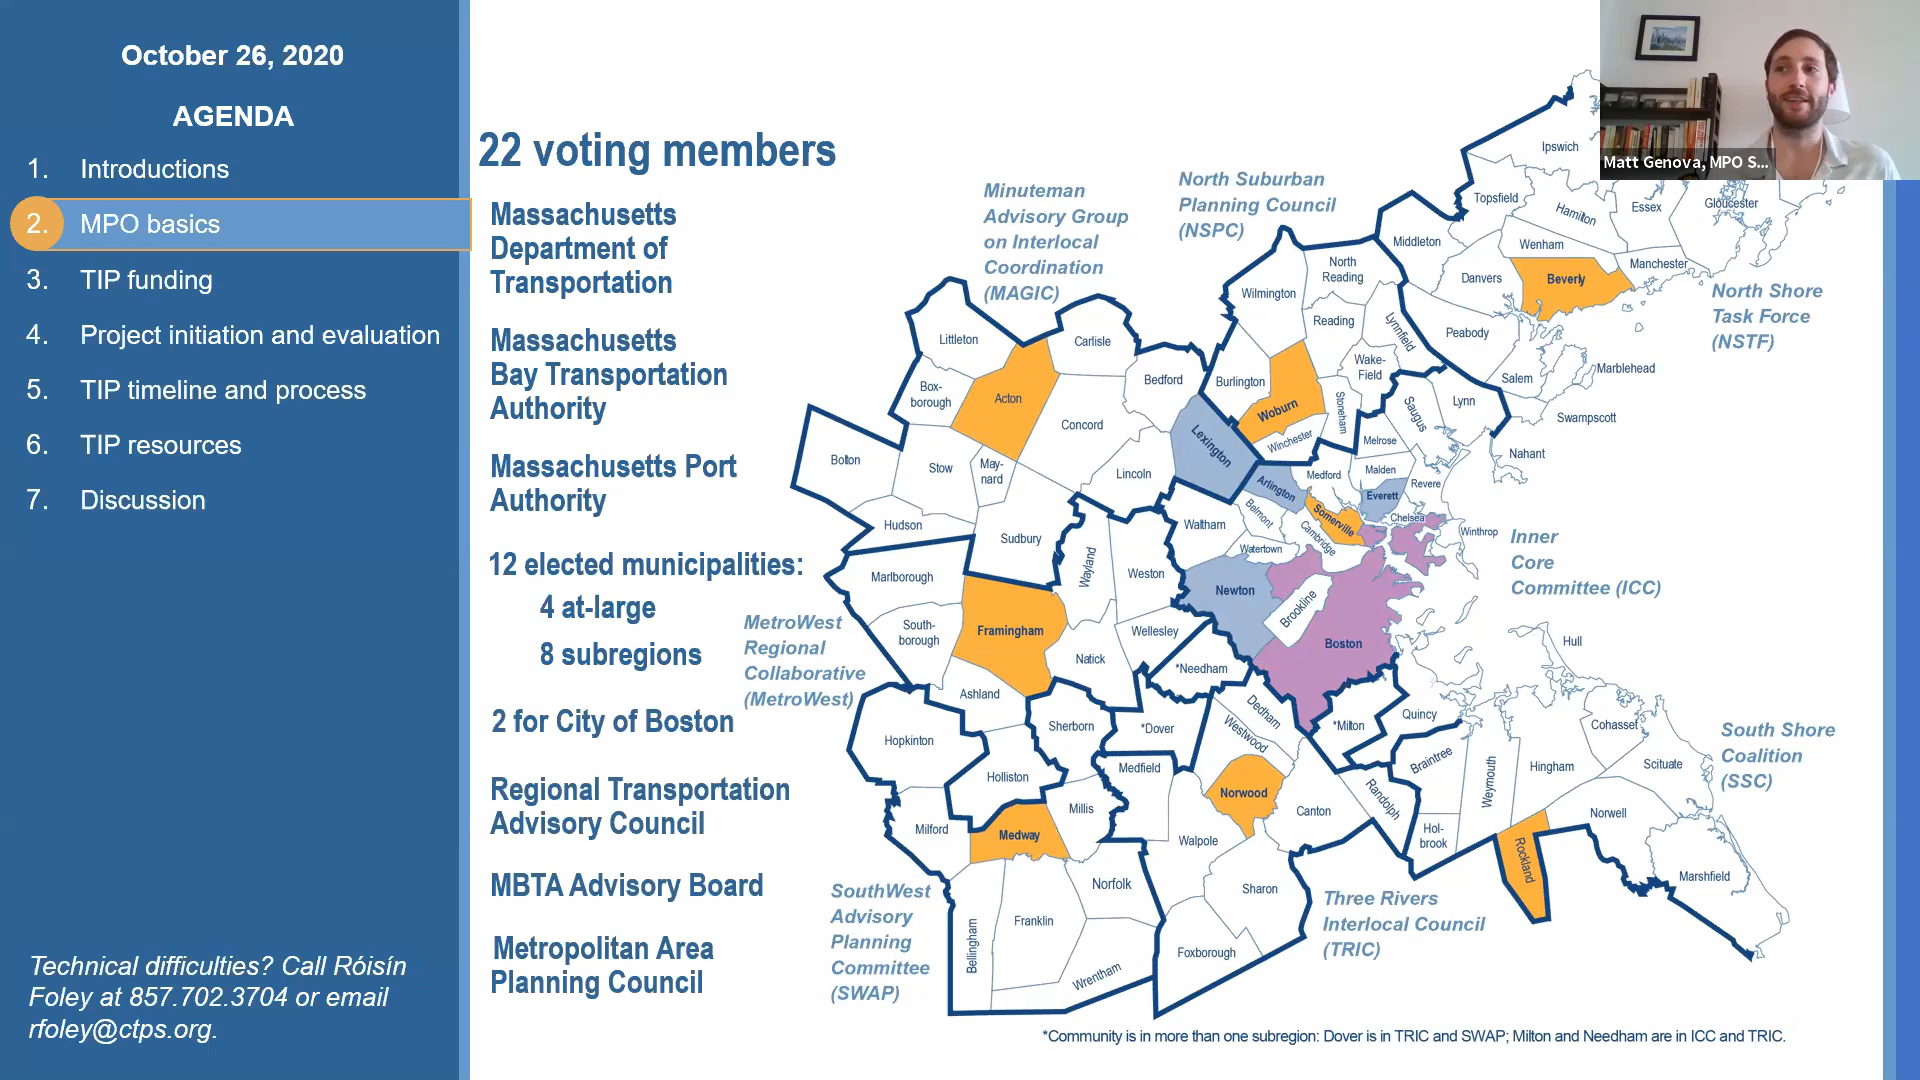 October 26, 2020
AGENDA
1. Introductions
2. MPO basics
3. TIP funding
4. Project initiation and evaluation
5. TIP timeline and process
6. TIP resources
7. Discussion
Technical difficulties? Call Róisín
Foley at 857.702.3704 or email
rfoley@ctps.org.
22 voting members
Massachusetts
Department of
Transportation
Massachusetts
Bay Transportation
Authority
Massachusetts Port
Authority
12 elected municipalities:
4 at-large
8 subregions
2 for City of Boston
Regional Transportation
Advisory Council
MBTA Advisory Board
Metropolitan Area
Planning Council
Minuteman
Advisory Group
on Interlocal
Coordination
(MAGIC)
North Suburban
Planning Council
(NSPC)
North Shore
Task Force
(NSTF)
Inner
Core
Committee (ICC)
MetroWest
Regional
Collaborative
(MetroWest)
South Shore
Coalition
(SSC)
SouthWest
Advisory
Planning
Committee
(SWAP)
Three Rivers
Interlocal Council
(TRIC)
Ipswich
Topsfield
Hamilton
Essex
Gloucester
Middleton
Wenham
Danvers
Beverly
Manchester
North
Reading
Wilmington
Reading
Lynnfield
Peabody
Littleton
Carlisle
Wake-
Field
Salem
Marblehead
Box-
borough
Acton
Bedford
Burlington
Woburn
Stoneham
Saugus
Lynn
Swampscott
Concord
Lexington
Winchester
Melrose
Nahant
Bolton
Stow
May-
nard
Lincoln
Arlington
Medford
Malden
Revere
Everett
Hudson
Sudbury
Waltham
Belmont
Somerville
Cambridge
Chelsea
Winthrop
Watertown
Marlborough
Wayland
Weston
Newton
Brookline
Boston
South-
borough
Framingham
Wellesley
Natick
*Needham
Hull
Ashland
Sherborn
*Dover
Dedham
Westwood
*Milton
Quincy
Cohasset
Hopkinton
Holliston
Medfield
Norwood
Canton
Randolph
Braintree
Weymouth
Hingham
Scituate
Milford
Medway
Millis
Walpole
Hol-
brook
Norwell
Rockland
Marshfield
Norfolk
Sharon
Franklin
Bellingham
Wrentham
Foxborough
*Community is in more than one subregion: Dover is in TRIC and SWAP; Milton and Needham are in ICC and TRIC.
Matt Genova, MPO S...